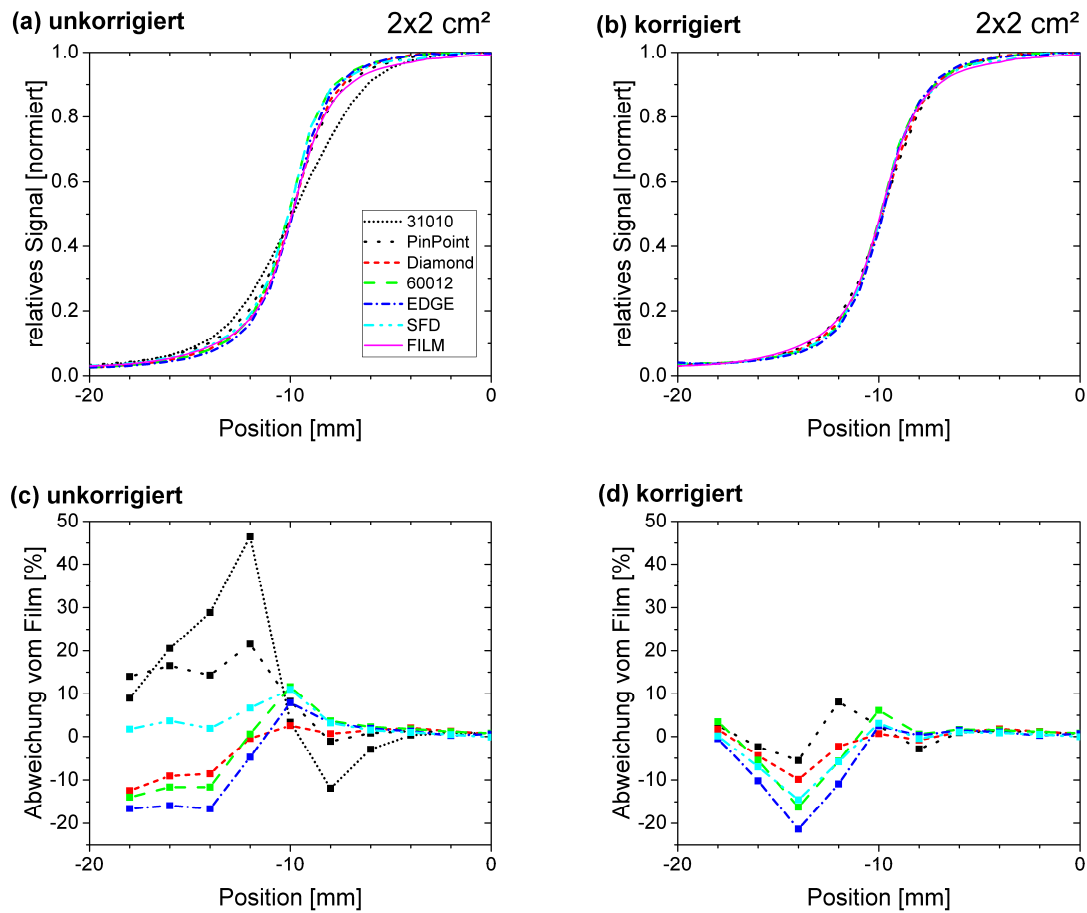 (a) unkorrigiert 2x2 cm²
relatives Signal [normiert]
1.0
0.8
0.6
0.4
0.2
0.0
-20 -10 0
Position [mm]
31010
PinPoint
Diamond
60012
EDGE
SFD
FILM
(b) korrigiert 2x2 cm²
relatives Signal [normiert]
1.0
0.8
0.6
0.4
0.2
0.0
-20 -10 0
Position [mm]
(c) unkorrigiert
Abweichung vom Film [%]
50
40
30
20
10
0
-10
-20
-20 -10 0
Position [mm]
(d) korrigiert
Abweichung vom Film [%]
50
40
30
20
10
0
-10
-20
-20 -10 0
Position [mm]